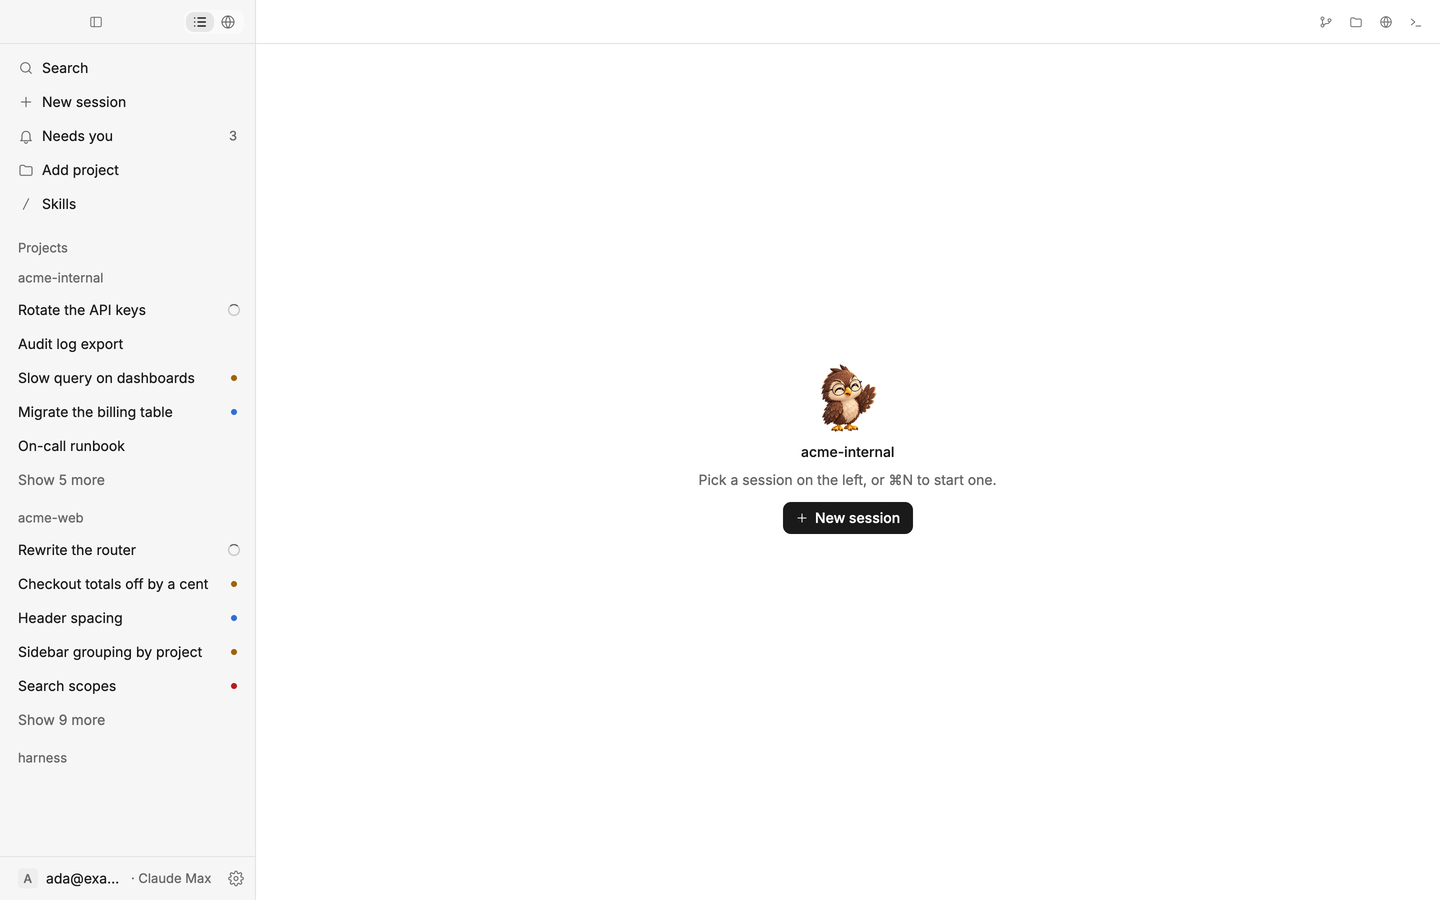 Search
New session
Needs you 3
Add project
Skills
Projects
acme-internal
Rotate the API keys
Audit log export
Slow query on dashboards
Migrate the billing table
On-call runbook
Show 5 more
acme-web
Rewrite the router
Checkout totals off by a cent
Header spacing
Sidebar grouping by project
Search scopes
Show 9 more
harness
A ada@exa... · Claude Max
acme-internal
Pick a session on the left, or ⌘N to start one.
New session